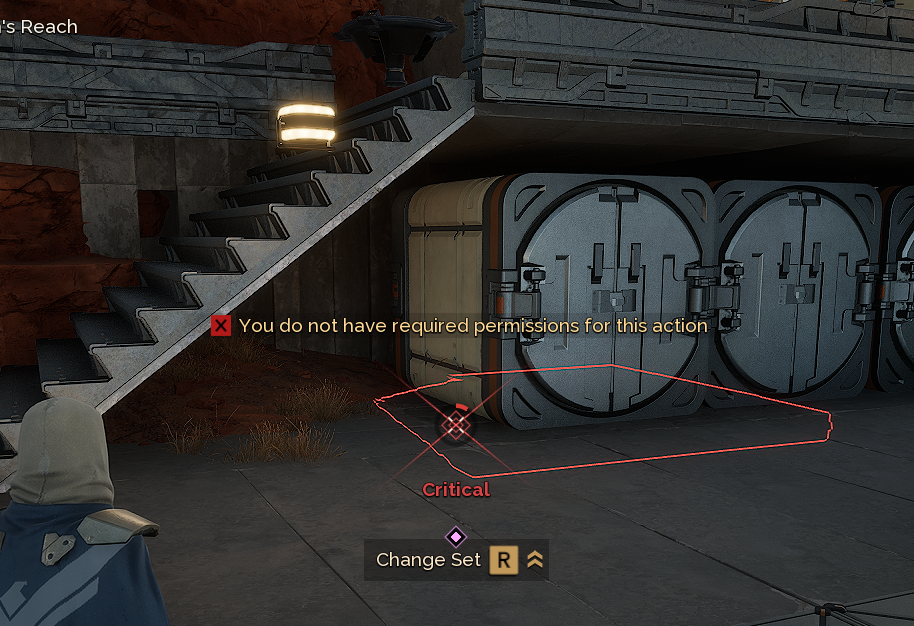 's Reach
You do not have required permissions for this action
Critical
Change Set R